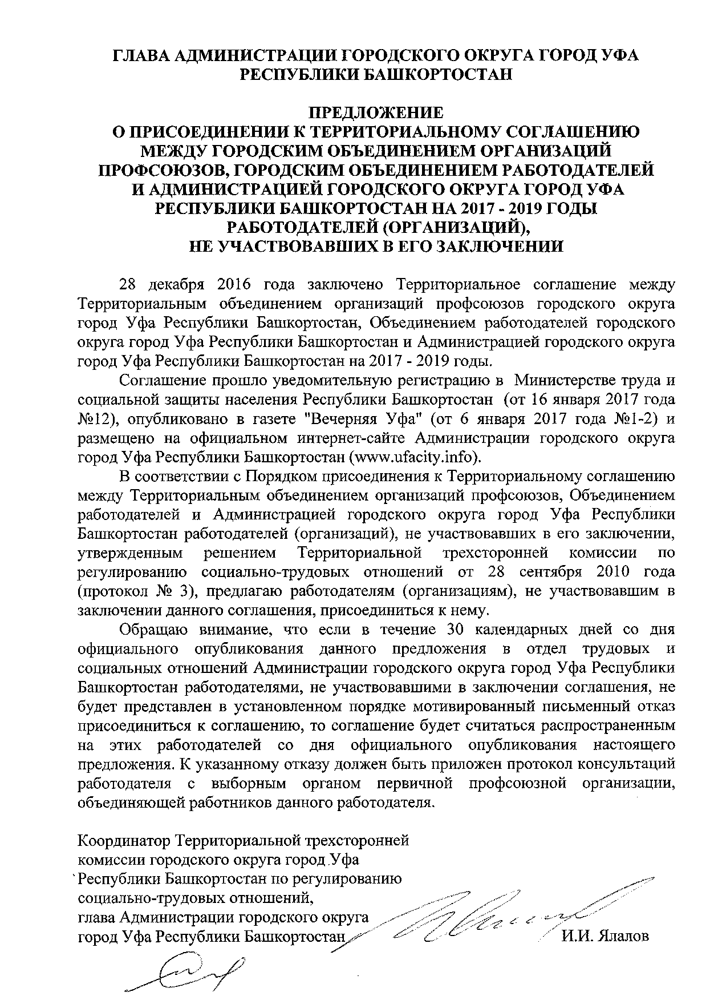 ГЛАВА АДМИНИСТРАЦИИ ГОРОДСКОГО ОКРУГА ГОРОД УФА
РЕСПУБЛИКИ БАШКОРТОСТАН
ПРЕДЛОЖЕНИЕ
О ПРИСОЕДИНЕНИИ К ТЕРРИТОРИАЛЬНОМУ СОГЛАШЕНИЮ
МЕЖДУ ГОРОДСКИМ ОБЪЕДИНЕНИЕМ ОРГАНИЗАЦИЙ
ПРОФСОЮЗОВ, ГОРОДСКИМ ОБЪЕДИНЕНИЕМ РАБОТОДАТЕЛЕЙ
И АДМИНИСТРАЦИЕЙ ГОРОДСКОГО ОКРУГА ГОРОД УФА
РЕСПУБЛИКИ БАШКОРТОСТАН НА 2017 - 2019 ГОДЫ
РАБОТОДАТЕЛЕЙ (ОРГАНИЗАЦИЙ),
НЕ УЧАСТВОВАВШИХ В ЕГО ЗАКЛЮЧЕНИИ
28 декабря 2016 года заключено Территориальное соглашение между
Территориальным объединением организаций профсоюзов городского округа
город Уфа Республики Башкортостан, Объединением работодателей городского
округа город Уфа Республики Башкортостан и Администрацией городского округа
город Уфа Республики Башкортостан на 2017 - 2019 годы.
Соглашение прошло уведомительную регистрацию в Министерстве труда и
социальной защиты населения Республики Башкортостан (от 16 января 2017 года
№12), опубликовано в газете "Вечерняя Уфа" (от 6 января 2017 года №1-2) и
размещено на официальном интернет-сайте Администрации городского округа
город Уфа Республики Башкортостан (www.ufacity.info).
В соответствии с Порядком присоединения к Территориальному соглашению
между Территориальным объединением организаций профсоюзов, Объединением
работодателей и Администрацией городского округа город Уфа Республики
Башкортостан работодателей (организаций), не участвовавших в его заключении,
утвержденным решением Территориальной трехсторонней комиссии по
регулированию социально-трудовых отношений от 28 сентября 2010 года
(протокол № 3), предлагаю работодателям (организациям), не участвовавшим в
заключении данного соглашения, присоединиться к нему.
Обращаю внимание, что если в течение 30 календарных дней со дня
официального опубликования данного предложения в отдел трудовых и
социальных отношений Администрации городского округа город Уфа Республики
Башкортостан работодателями, не участвовавшими в заключении соглашения, не
будет представлен в установленном порядке мотивированный письменный отказ
присоединиться к соглашению, то соглашение будет считаться распространенным
на этих работодателей со дня официального опубликования настоящего
предложения. К указанному отказу должен быть приложен протокол консультаций
работодателя с выборным органом первичной профсоюзной организации,
объединяющей работников данного работодателя.
Координатор Территориальной трехсторонней
комиссии городского округа город Уфа
Республики Башкортостан по регулированию
социально-трудовых отношений,
глава Администрации городского округа
город Уфа Республики Башкортостан И.И. Ялалов